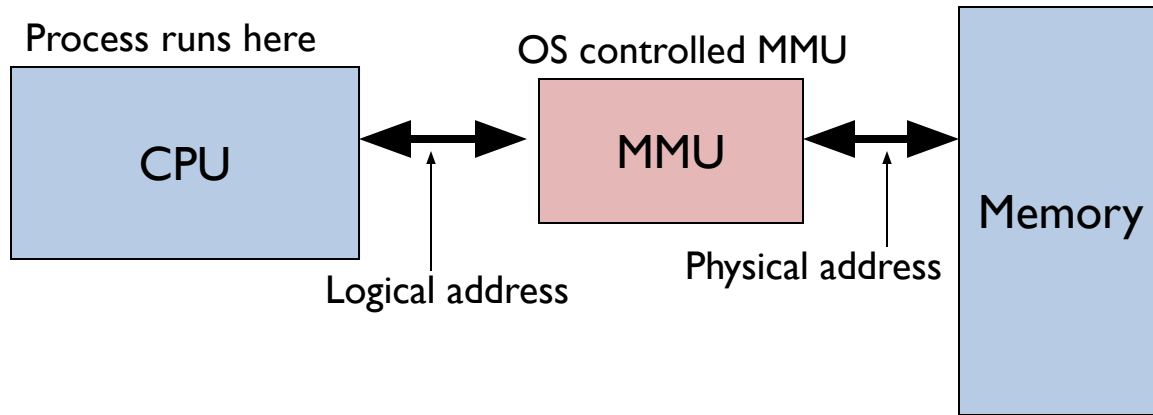 Process runs here
OS controlled MMU
CPU
MMU
Memory
Logical address
Physical address